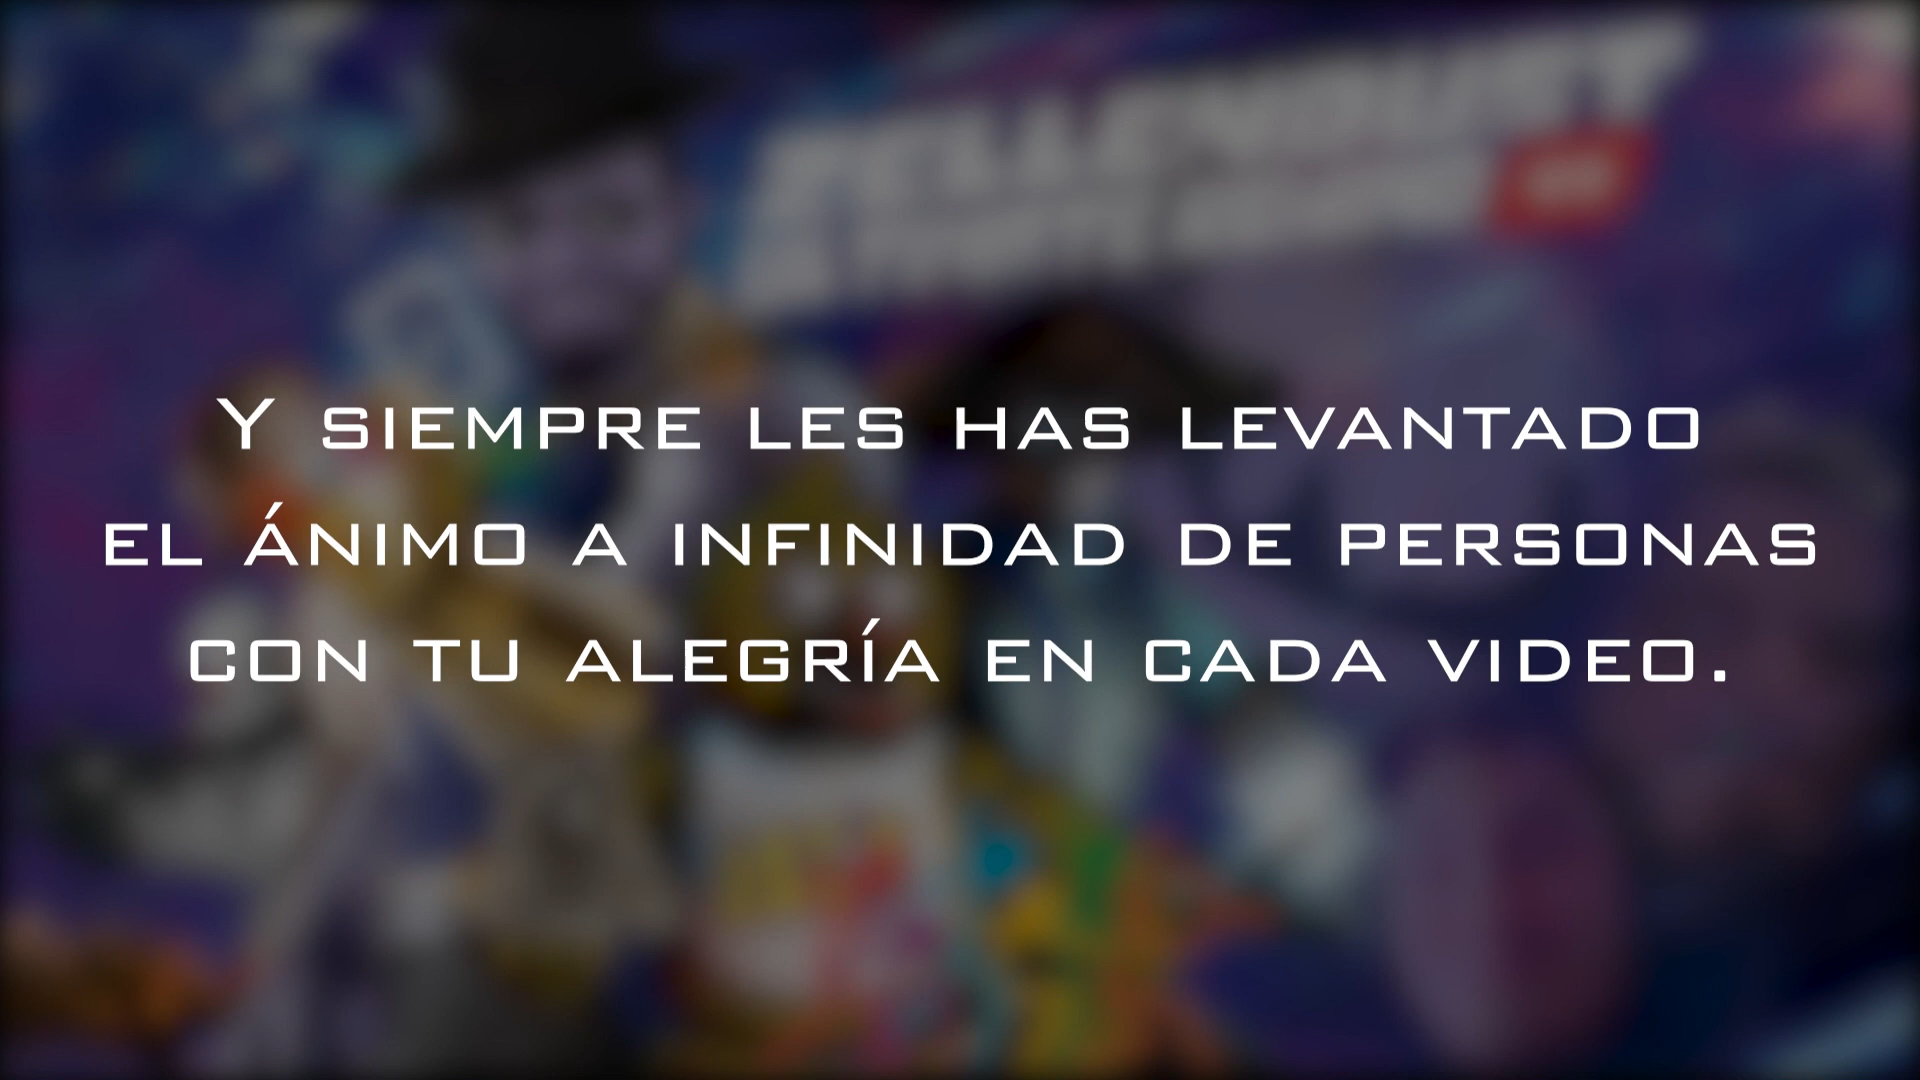 Y SIEMPRE LES HAS LEVANTADO
EL ÁNIMO A INFINIDAD DE PERSONAS
CON TU ALEGRÍA EN CADA VIDEO.